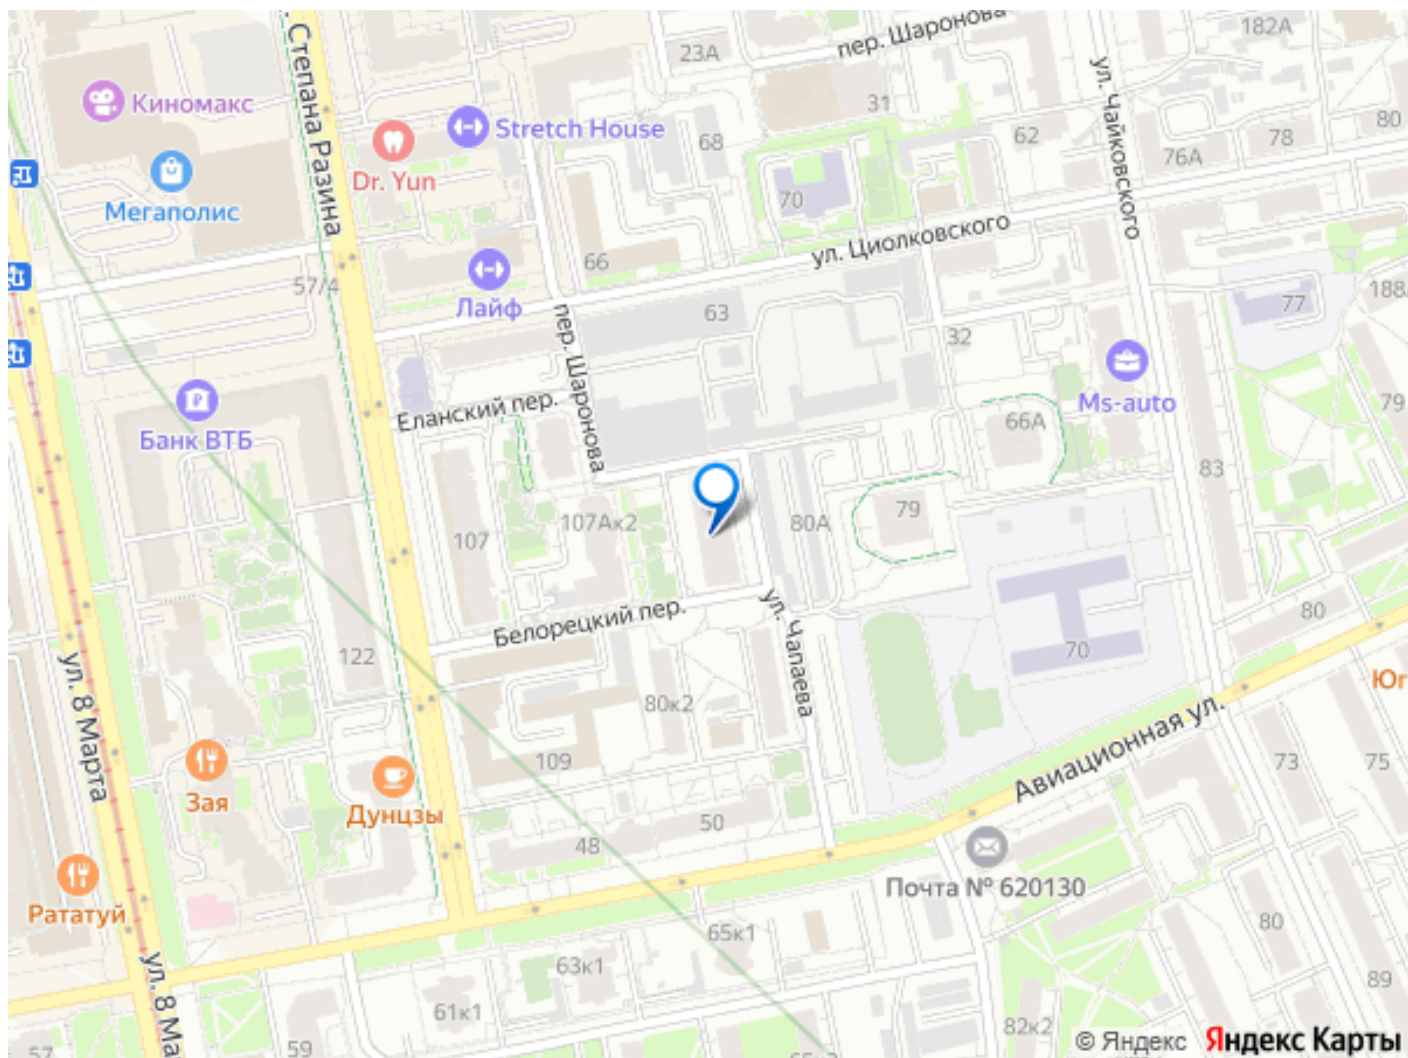 182А
пер. Шаронова
23А
Степана Разина
ул. Чайковского
Киномакс
31
80
Stretch House
62
78
68
76А
Dr. Yun
70
Мегаполис
ул. Циолковского
66
57/4
77
Лайф
63
32
пер. Шаронова
Ms-auto
79
Еланский пер.
66А
Банк ВТБ
83
79
107Ак2
80А
107
ул. Чапаева
Белорецкий пер.
80
122
70
Юг
ул. 8 Марта
80к2
Авиационная ул.
109
73
75
Зая
Дунцзы
50
48
Почта № 620130
Рататуй
80
65к1
63к1
89
ул. 8 Ма
61к1
82к2
59
57
© Яндекс
Яндекс Карты